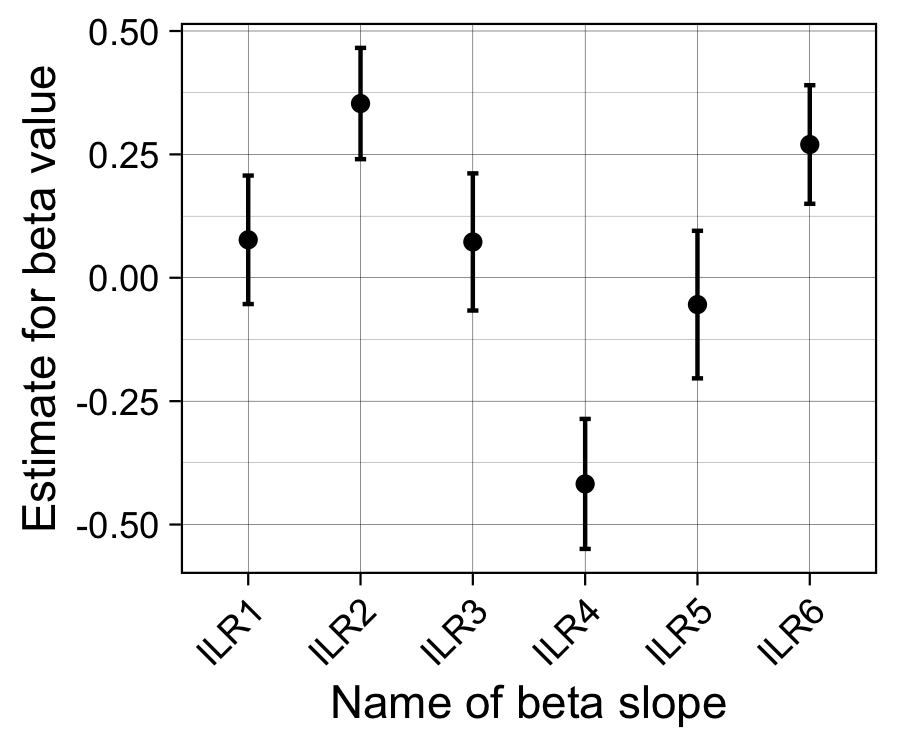 Estimate for beta value
0.50
0.25
0.00
-0.25
-0.50
ILR1
ILR2
ILR3
ILR4
ILR5
ILR6
Name of beta slope